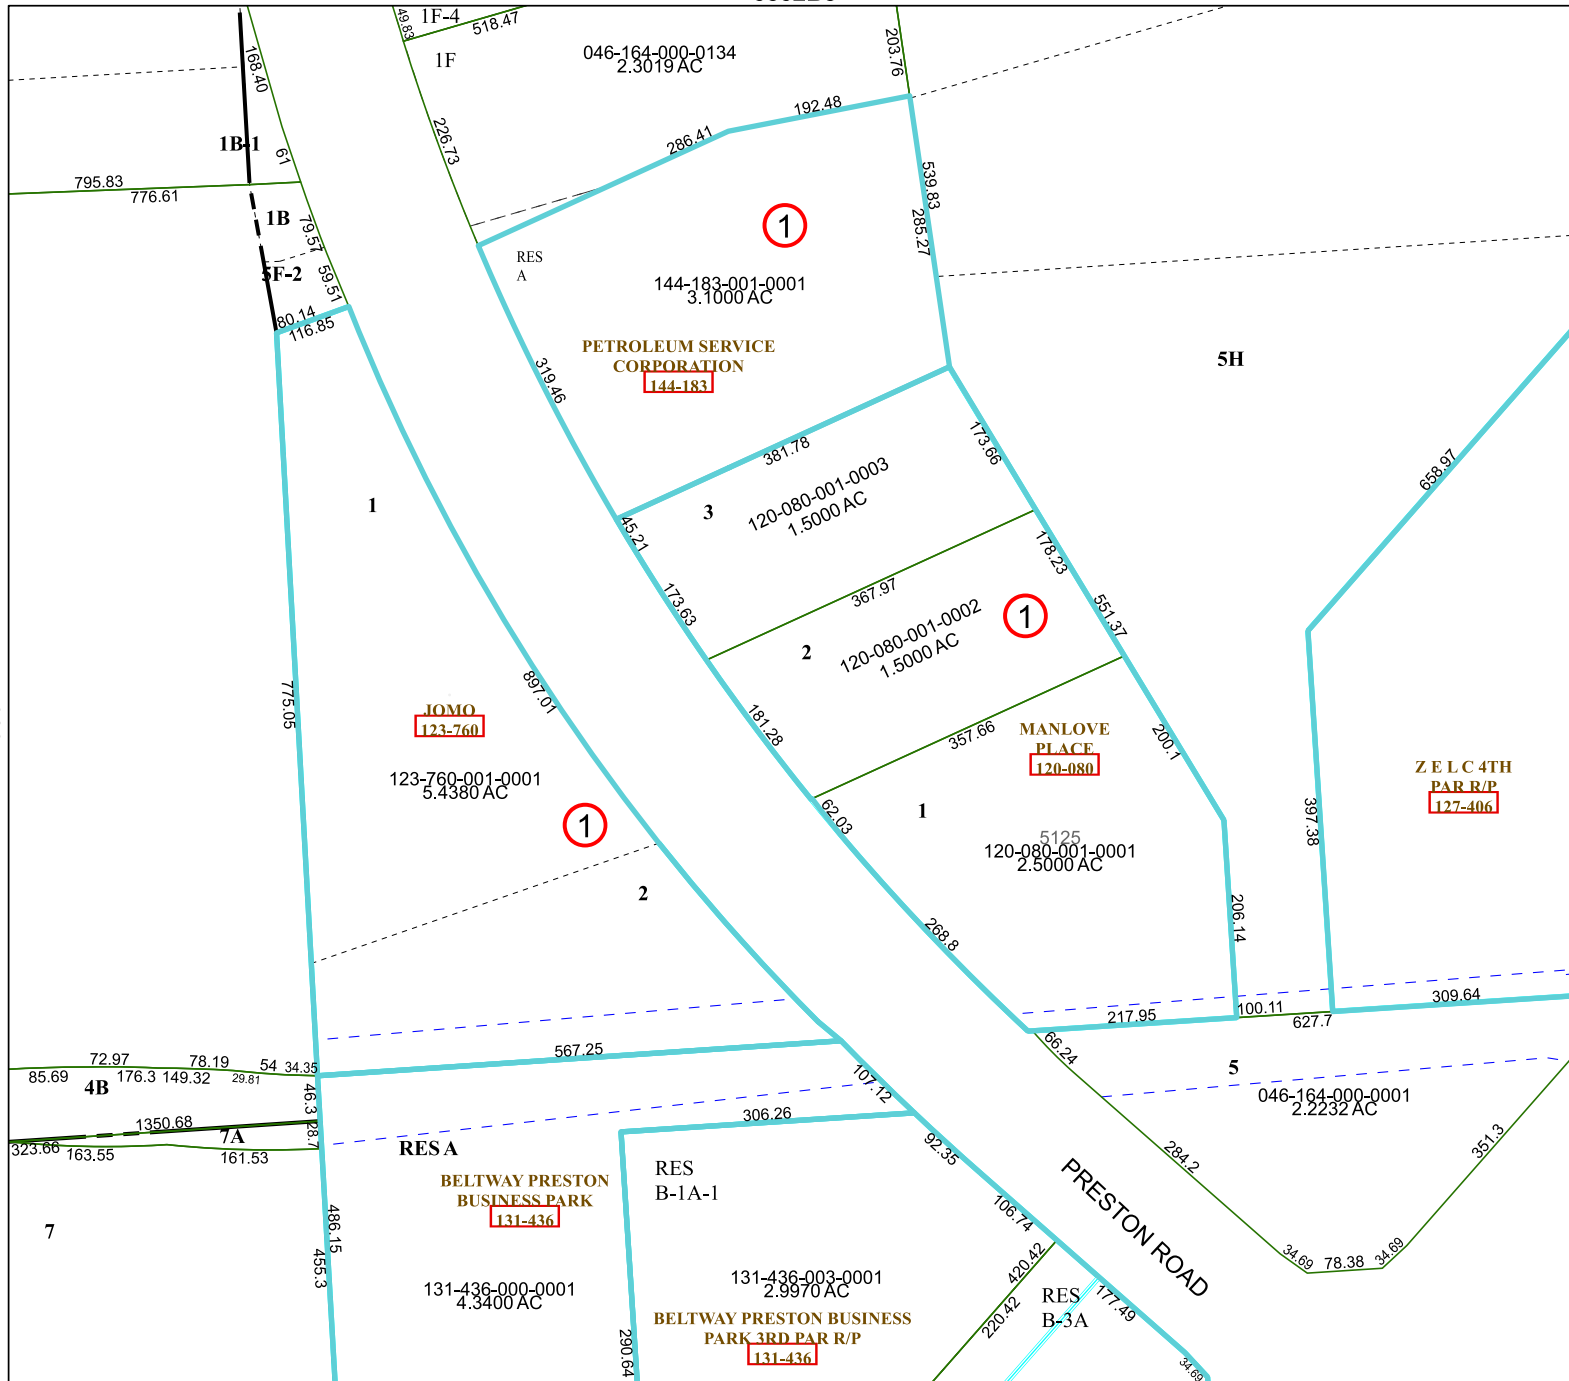 1F-4
49.83
518.47
1F
046-164-000-0134
2.3019 AC
203.76
168.40
192.48
226.73
286.41
1B-1
61
539.83
795.83
776.61
1B
79.57
285.27
1
RES
A
5F-2
59.51
144-183-001-0001
3.1000 AC
80.14
116.85
PETROLEUM SERVICE
CORPORATION
144-183
319.46
5H
381.78
173.66
658.97
1
3
120-080-001-0003
1.5000 AC
45.21
178.23
367.97
173.63
551.37
120-080-001-0002
1.5000 AC
1
2
775.05
897.01
JOMO
123-760
181.28
357.66
200.1
MANLOVE
PLACE
120-080
123-760-001-0001
5.4380 AC
Z E L C 4TH
PAR R/P
127-406
1
62.03
1
397.38
5125
120-080-001-0001
2.5000 AC
2
268.8
206.14
217.95
100.11
309.64
627.7
72.97
78.19
54
34.35
567.25
66.24
85.69
176.3
149.32
29.81
4B
46.3
107.12
5
046-164-000-0001
2.2232 AC
1350.68
7A
28.7
306.26
323.66
163.55
161.53
RES A
92.35
284.2
351.3
BELTWAY PRESTON
BUSINESS PARK
131-436
RES
B-1A-1
PRESTON ROAD
7
486.15
455.3
106.74
34.69
78.38
34.69
131-436-000-0001
4.3400 AC
131-436-003-0001
2.9970 AC
420.42
220.42
RES
B-3A
177.49
BELTWAY PRESTON BUSINESS
PARK 3RD PAR R/P
131-436
290.64
34.69